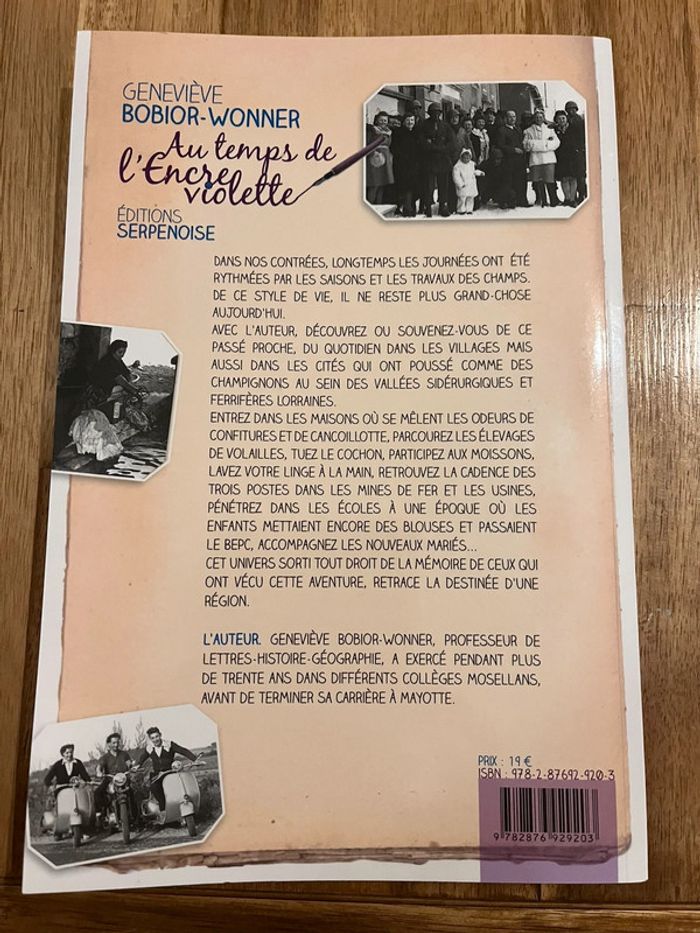 GENEVIÈVE
BOBIOR-WONNER
Au temps de
l'Encre
violette
ÉDITIONS
SERPENOISE
DANS NOS CONTRÉES, LONGTEMPS LES JOURNÉES ONT ÉTÉ
RYTHMÉES PAR LES SAISONS ET LES TRAVAUX DES CHAMPS.
DE CE STYLE DE VIE, IL NE RESTE PLUS GRAND-CHOSE
AUJOURD'HUI.
AVEC L'AUTEUR, DÉCOUVREZ OU SOUVENEZ-VOUS DE CE
PASSÉ PROCHE, DU QUOTIDIEN DANS LES VILLAGES MAIS
AUSSI DANS LES CITÉS QUI ONT POUSSÉ COMME DES
CHAMPIGNONS AU SEIN DES VALLÉES SIDÉRURGIQUES ET
FERRIFÈRES LORRAINES.
ENTREZ DANS LES MAISONS OÙ SE MÊLENT LES ODEURS DE
CONFITURES ET DE CANCOILLOTTE, PARCOUREZ LES ÉLEVAGES
DE VOLAILLES, TUEZ LE COCHON, PARTICIPEZ AUX MOISSONS,
LAVEZ VOTRE LINGE À LA MAIN, RETROUVEZ LA CADENCE DES
TROIS POSTES DANS LES MINES DE FER ET LES USINES,
PÉNÉTREZ DANS LES ÉCOLES À UNE ÉPOQUE OÙ LES
ENFANTS METTAIENT ENCORE DES BLOUSES ET PASSAIENT
LE BEPC, ACCOMPAGNEZ LES NOUVEAUX MARIÉS...
CET UNIVERS SORTI TOUT DROIT DE LA MÉMOIRE DE CEUX QUI
ONT VÉCU CETTE AVENTURE, RETRACE LA DESTINÉE D'UNE
RÉGION.
L'AUTEUR. GENEVIÈVE BOBIOR-WONNER, PROFESSEUR DE
LETTRES-HISTOIRE-GÉOGRAPHIE, A EXERCÉ PENDANT PLUS
DE TRENTE ANS DANS DIFFÉRENTS COLLÈGES MOSELLANS,
AVANT DE TERMINER SA CARRIÈRE À MAYOTTE.
PRIX : 19 €
ISBN : 978-2-87692-920-3
9 782876 929203